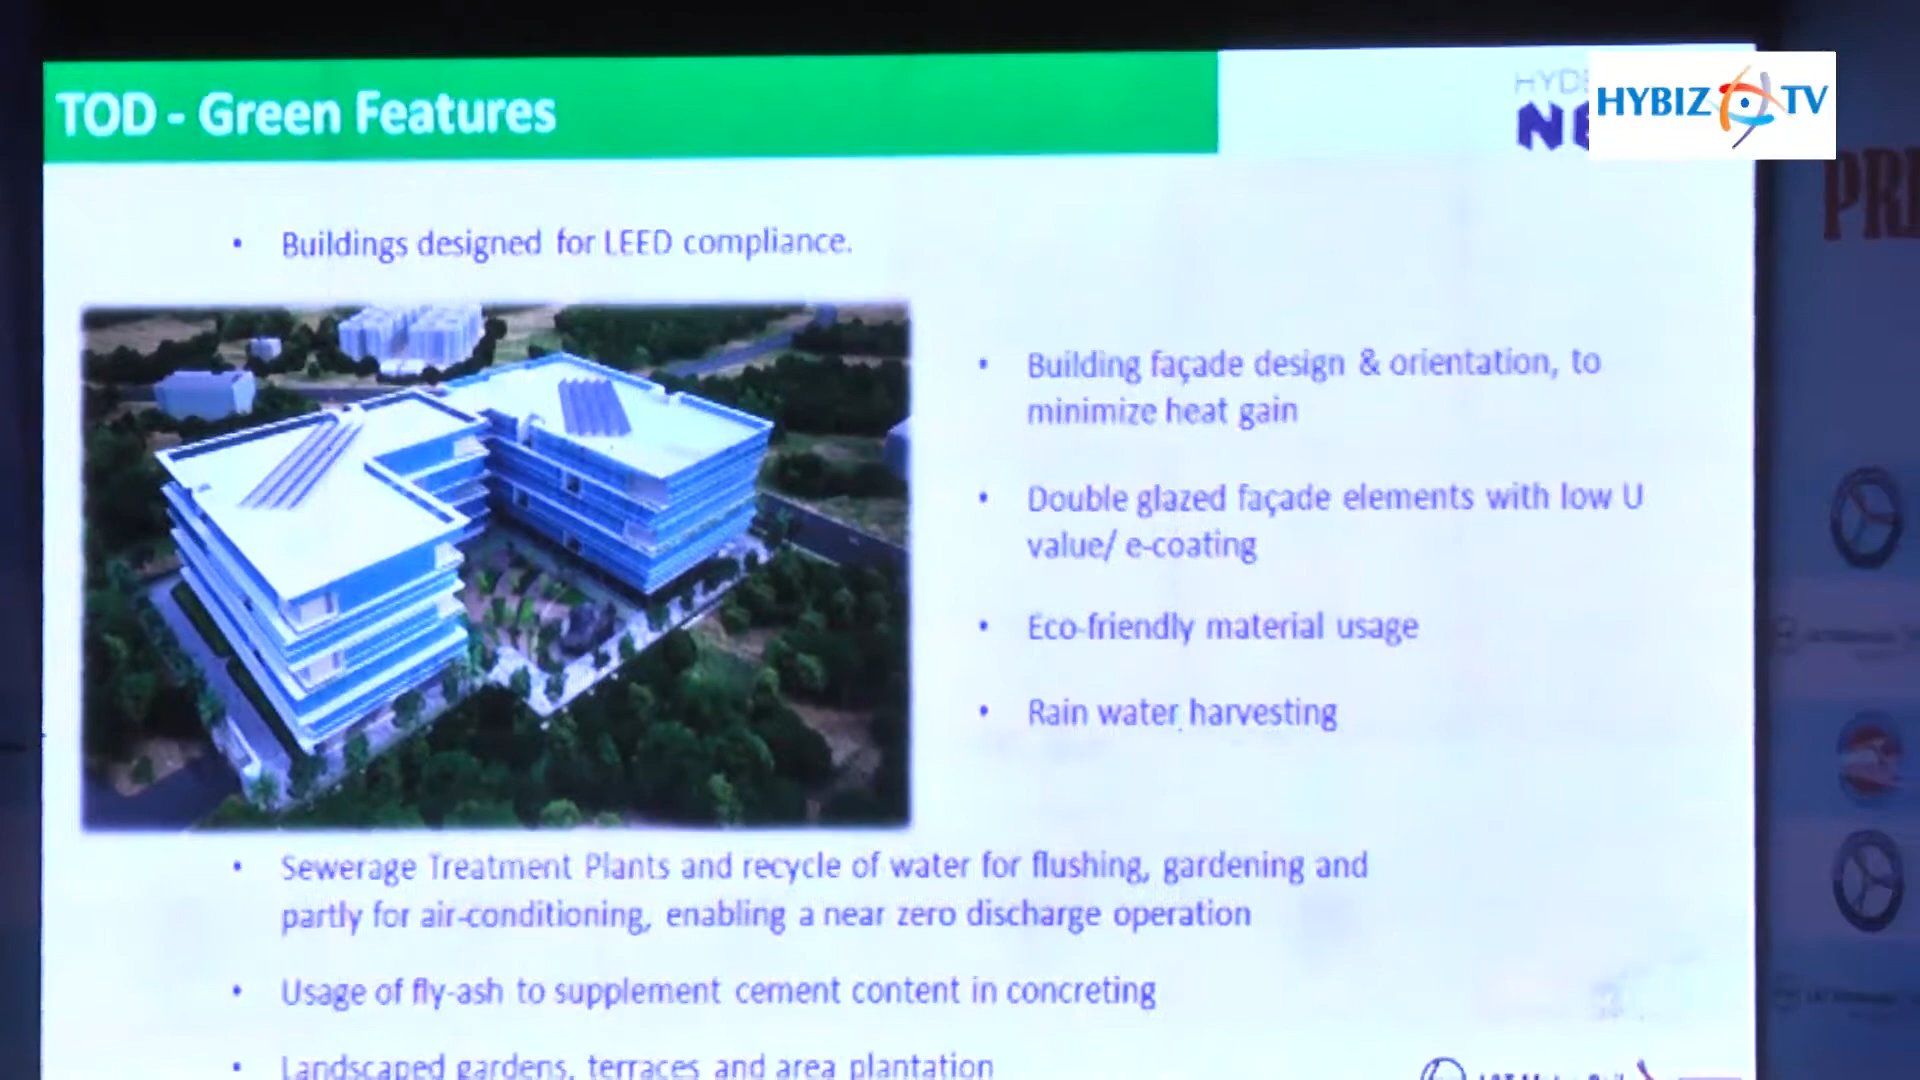 TOD - Green Features
HYBIZ TV
• Buildings designed for LEED compliance.
• Building façade design & orientation, to
minimize heat gain
• Double glazed façade elements with low U
value/ e-coating
• Eco-friendly material usage
• Rain water harvesting
• Sewerage Treatment Plants and recycle of water for flushing, gardening and
partly for air-conditioning, enabling a near zero discharge operation
• Usage of fly-ash to supplement cement content in concreting
• Landscaped gardens, terraces and area plantation